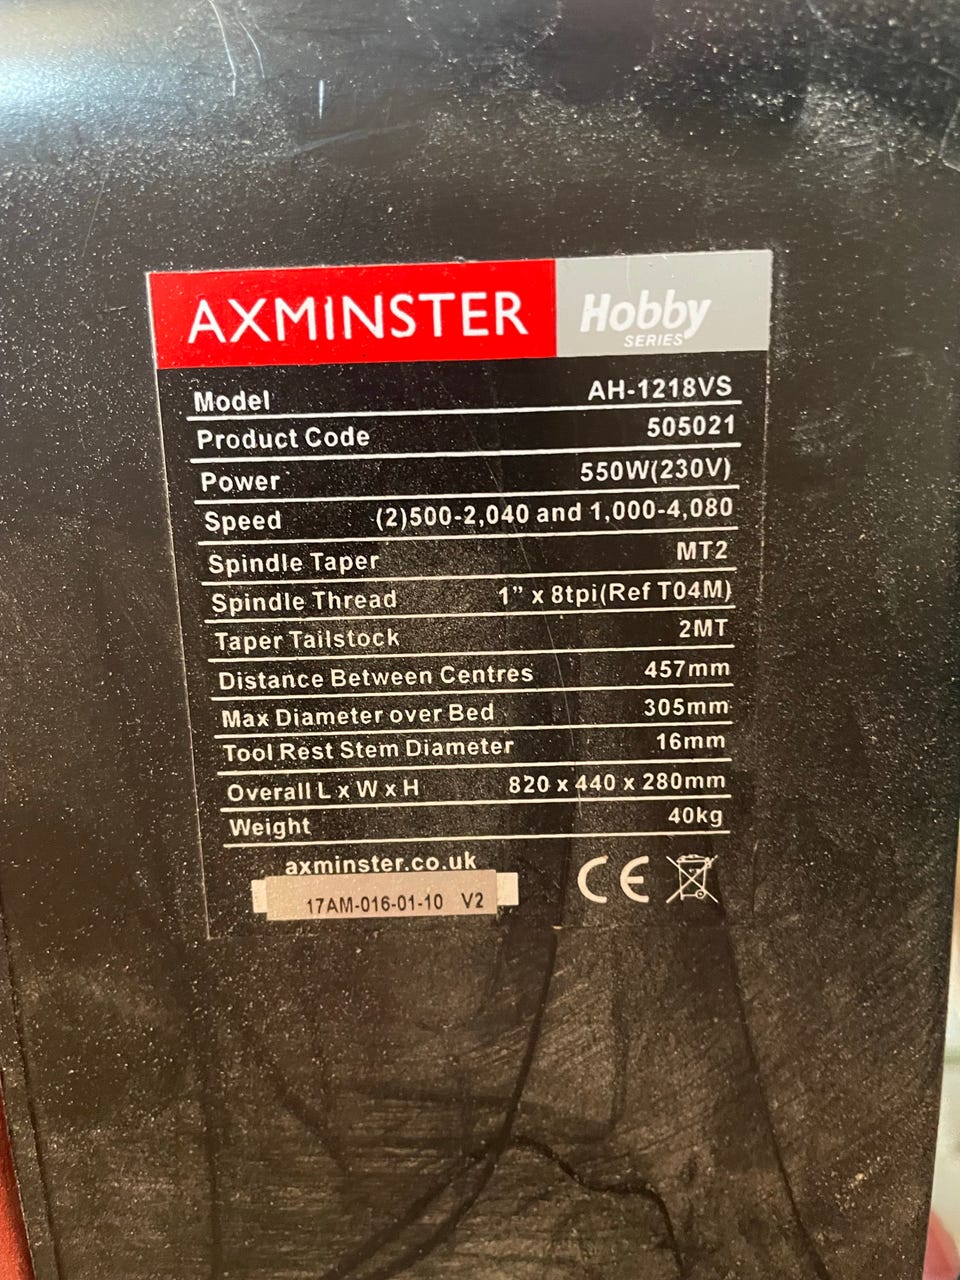 AXMINSTER Hobby
SERIES
Model AH-1218VS
Product Code 505021
Power 550W(230V)
Speed (2)500-2,040 and 1,000-4,080
Spindle Taper MT2
Spindle Thread 1” x 8tpi(Ref T04M)
Taper Tailstock 2MT
Distance Between Centres 457mm
Max Diameter over Bed 305mm
Tool Rest Stem Diameter 16mm
Overall L x W x H 820 x 440 x 280mm
Weight 40kg
axminster.co.uk
CE
17AM-016-01-10 V2